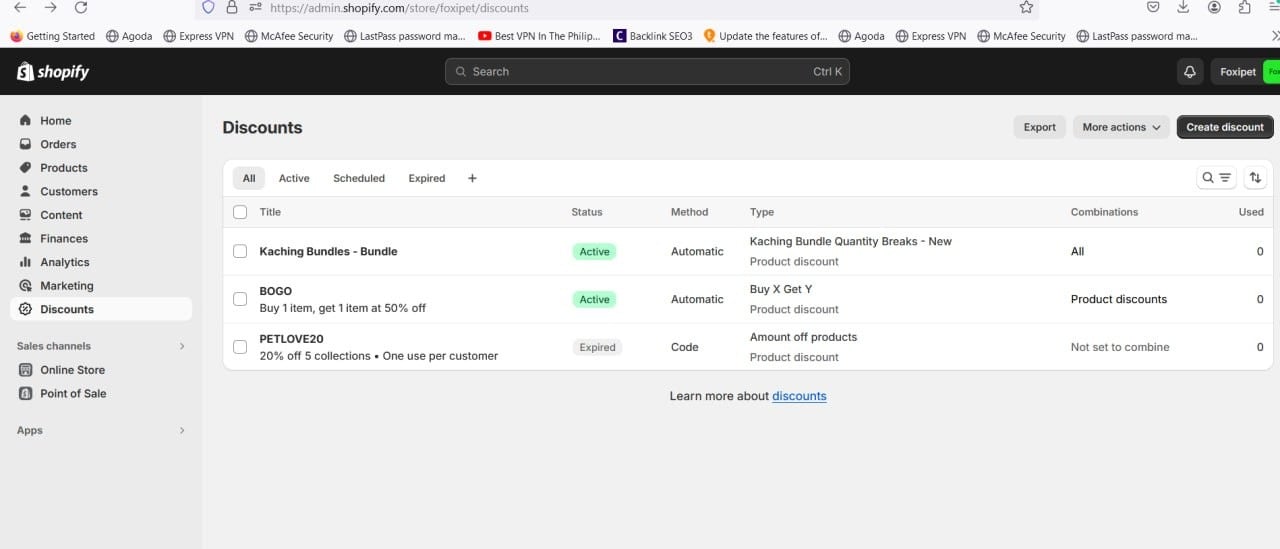 https://admin.shopify.com/store/foxipet/discounts
Getting Started Agoda Express VPN McAfee Security LastPass password ma... Best VPN In The Philip... Backlink SEO3 Update the features of... Agoda Express VPN McAfee Security LastPass password ma...
shopify Search Ctrl K Foxipet
Home
Orders
Products
Customers
Content
Finances
Analytics
Marketing
Discounts
Sales channels
Online Store
Point of Sale
Apps
Discounts Export More actions Create discount
All Active Scheduled Expired +
Title Status Method Type Combinations Used
Kaching Bundles - Bundle Active Automatic Kaching Bundle Quantity Breaks - New All 0
Product discount
BOGO Active Automatic Buy X Get Y Product discounts 0
Buy 1 item, get 1 item at 50% off Product discount
PETLOVE20 Expired Code Amount off products Not set to combine 0
20% off 5 collections • One use per customer Product discount
Learn more about discounts